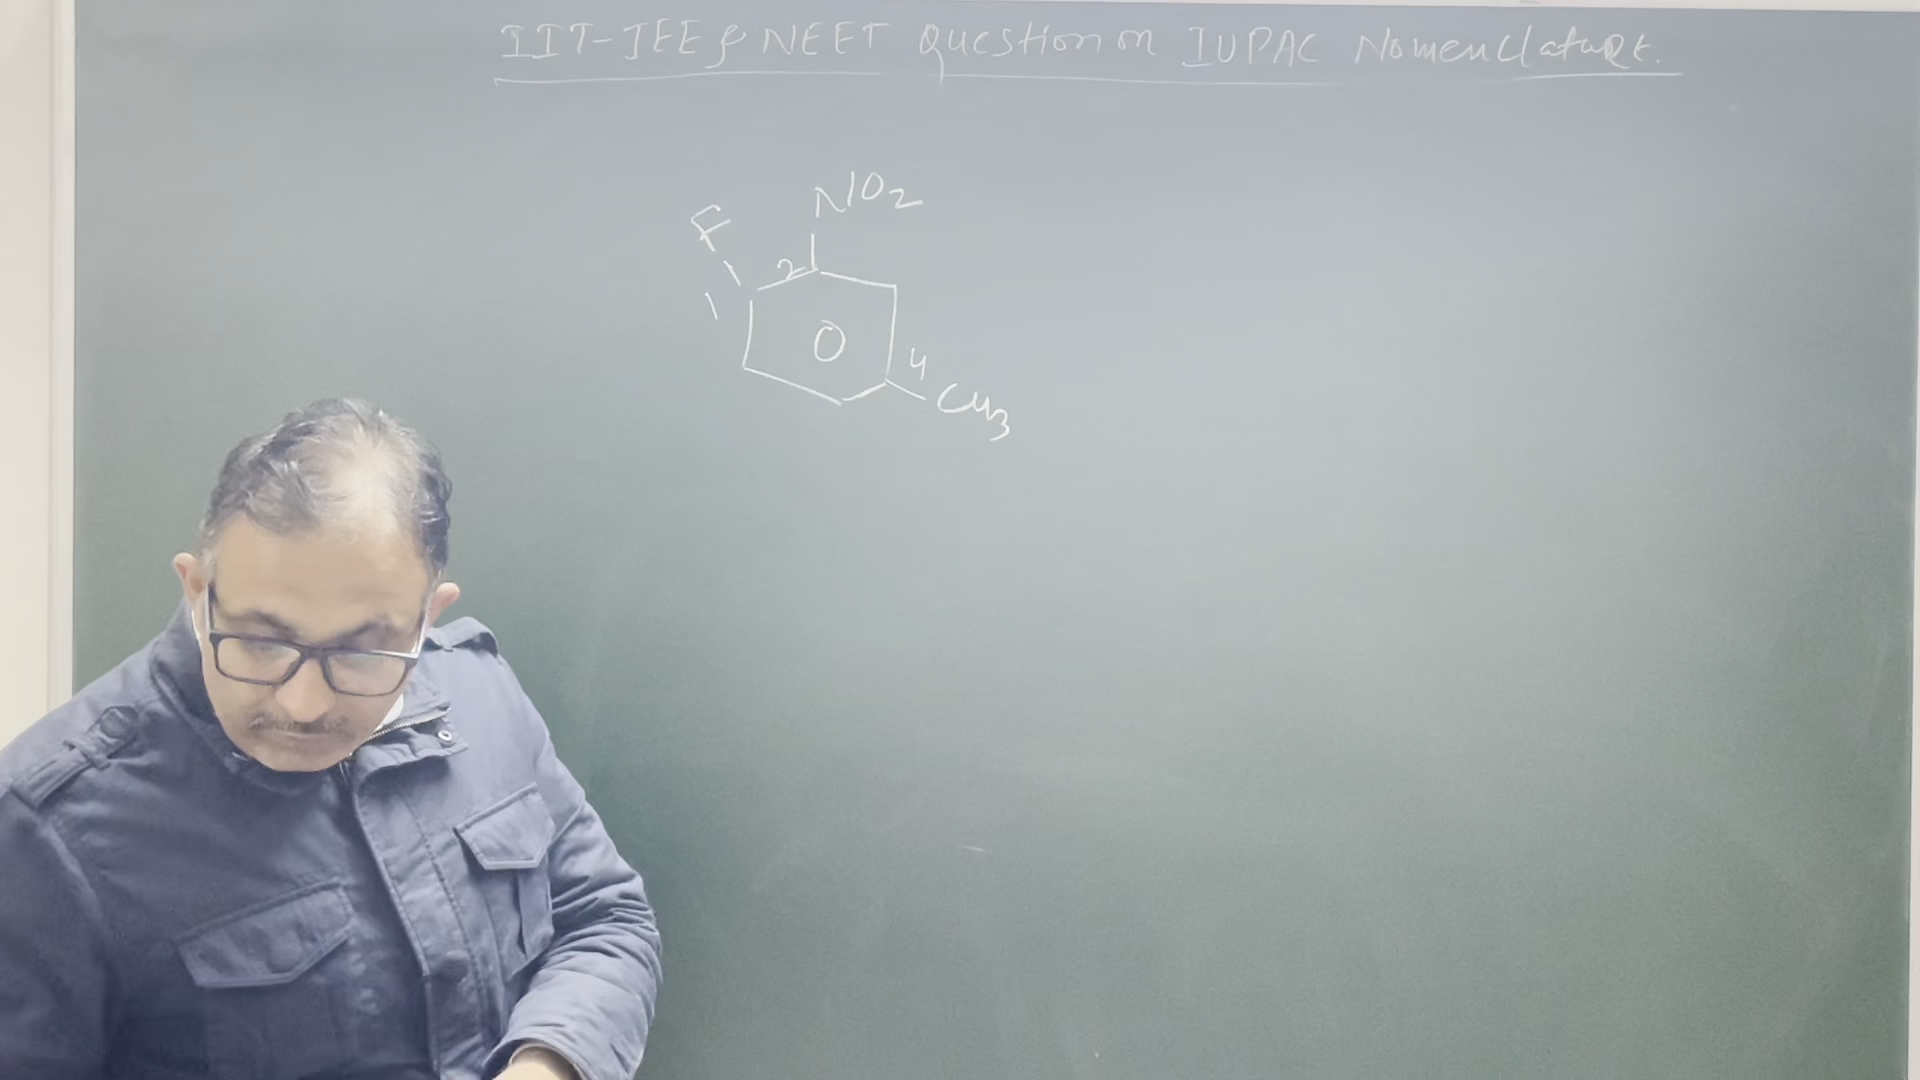 IIT-JEE & NEET Question on IUPAC Nomenclature.
NO2
F
2
1
O
4
CH3